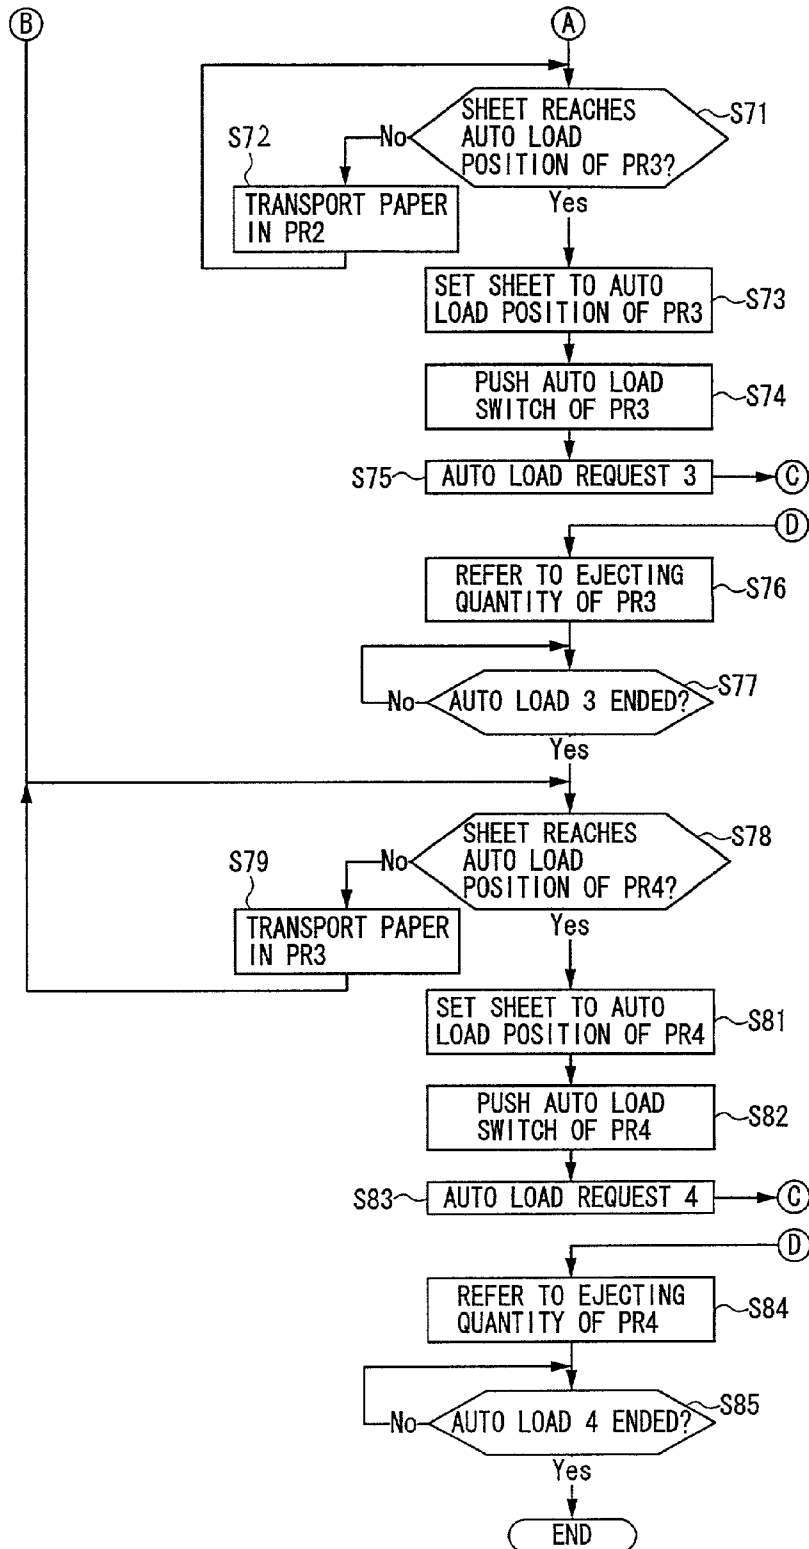 B
A
SHEET REACHES
AUTO LOAD
POSITION OF PR3?
S71
No
S72
TRANSPORT PAPER
IN PR2
Yes
SET SHEET TO AUTO
LOAD POSITION OF PR3
S73
PUSH AUTO LOAD
SWITCH OF PR3
S74
S75
AUTO LOAD REQUEST 3
C
D
REFER TO EJECTING
QUANTITY OF PR3
S76
AUTO LOAD 3 ENDED?
S77
No
Yes
SHEET REACHES
AUTO LOAD
POSITION OF PR4?
S78
No
S79
TRANSPORT PAPER
IN PR3
Yes
SET SHEET TO AUTO
LOAD POSITION OF PR4
S81
PUSH AUTO LOAD
SWITCH OF PR4
S82
S83
AUTO LOAD REQUEST 4
C
D
REFER TO EJECTING
QUANTITY OF PR4
S84
AUTO LOAD 4 ENDED?
S85
No
Yes
END